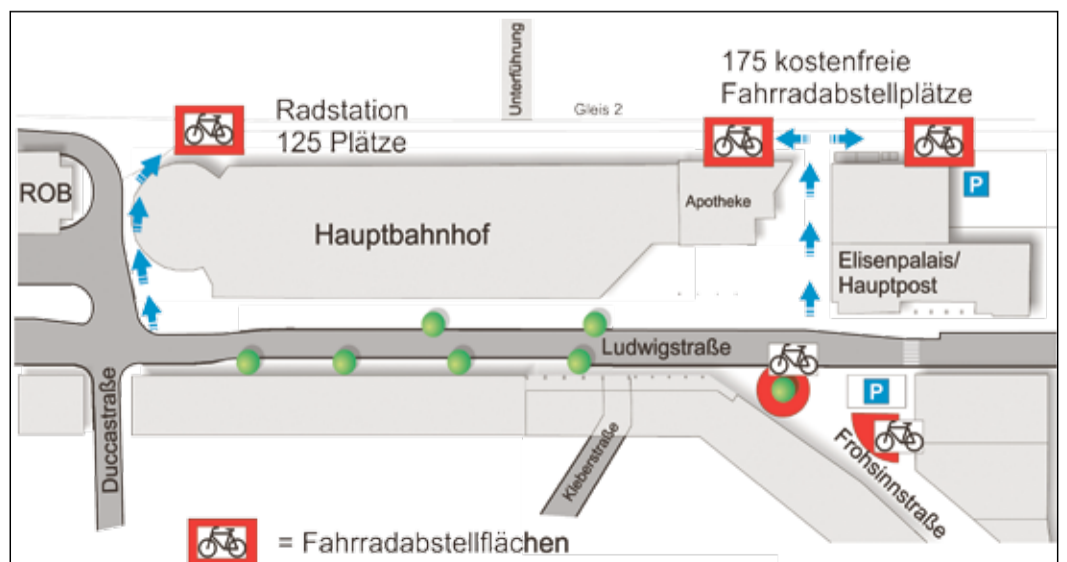 Unterführung
175 kostenfreie
Fahrradabstellplätze
Radstation
125 Plätze
Gleis 2
ROB
P
Apotheke
Hauptbahnhof
Elisenpalais/
Hauptpost
Ludwigstraße
P
Duccastraße
Kleberstraße
Frohsinnstraße
= Fahrradabstellflächen